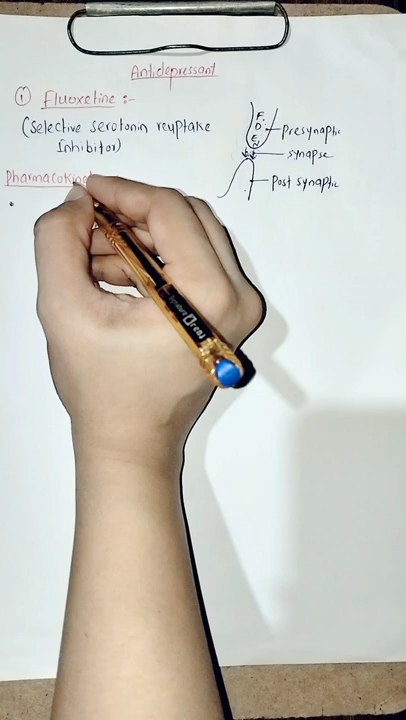 Antidepressant
① Fluoxetine :-
(Selective serotonin reuptake
Inhibitor)
Presynaptic
synapse
Post synaptic